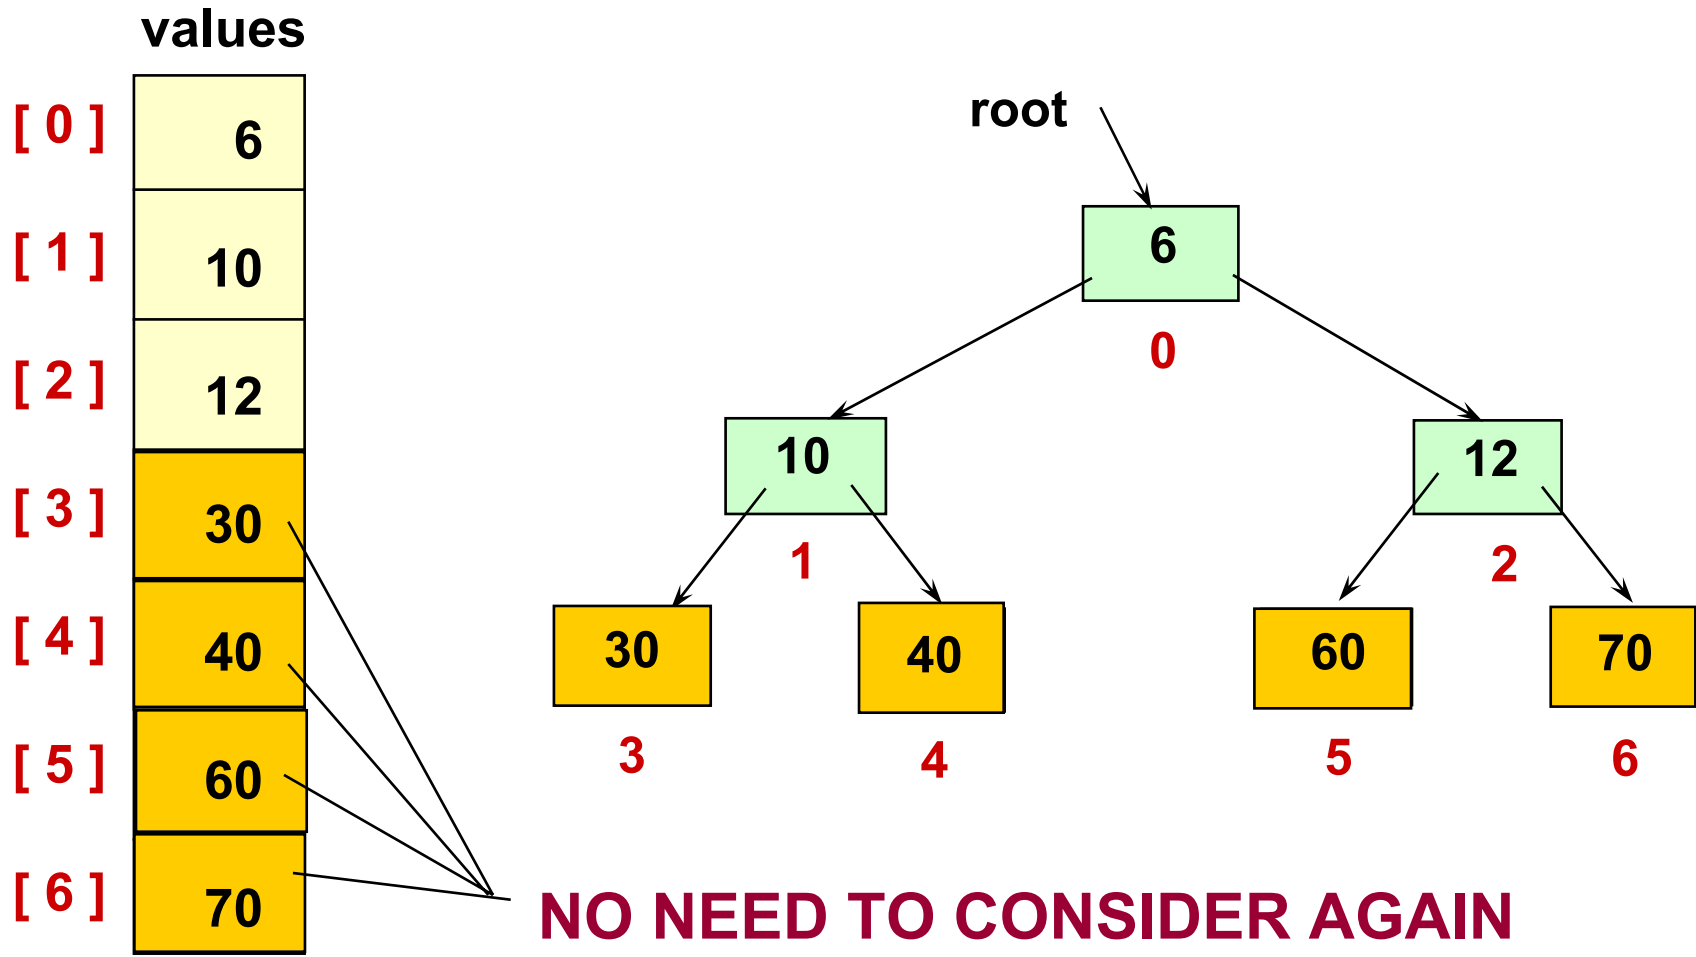 values
[ 0 ] 6
[ 1 ] 10
[ 2 ] 12
[ 3 ] 30
[ 4 ] 40
[ 5 ] 60
[ 6 ] 70
root
6
0
10 12
1 2
30 40 60 70
3 4 5 6
NO NEED TO CONSIDER AGAIN